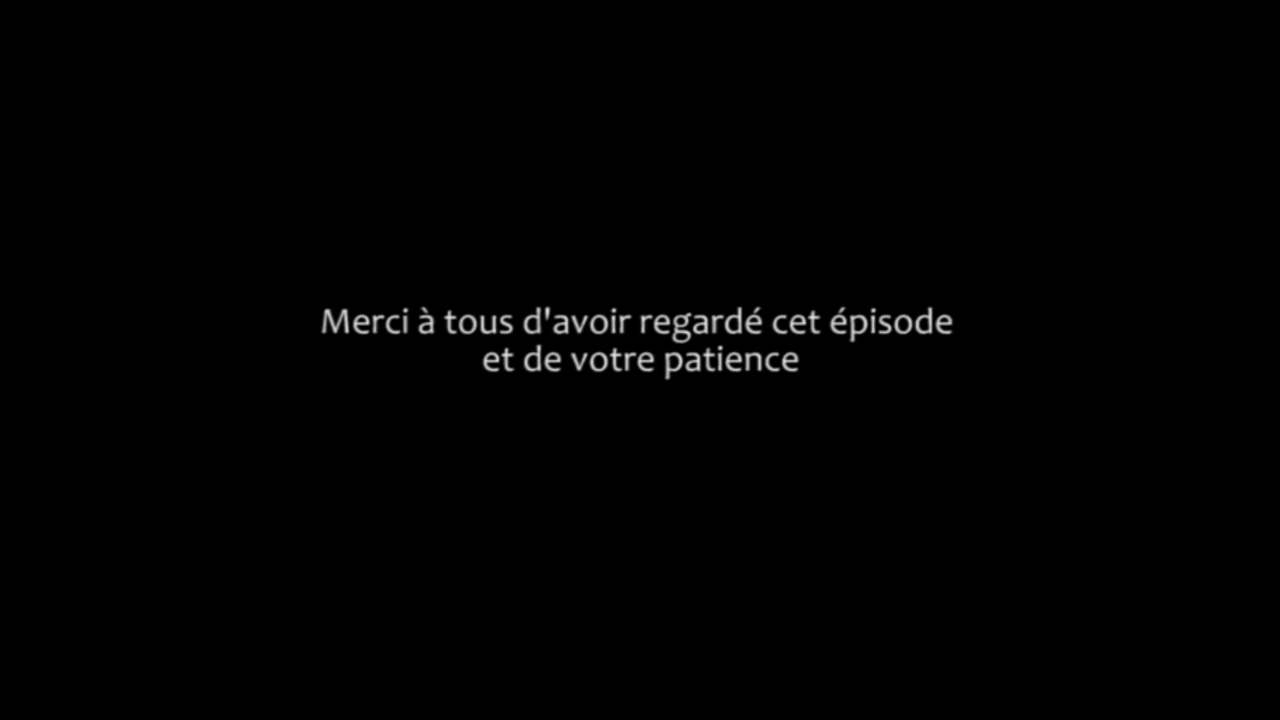 Merci à tous d'avoir regardé cet épisode
et de votre patience